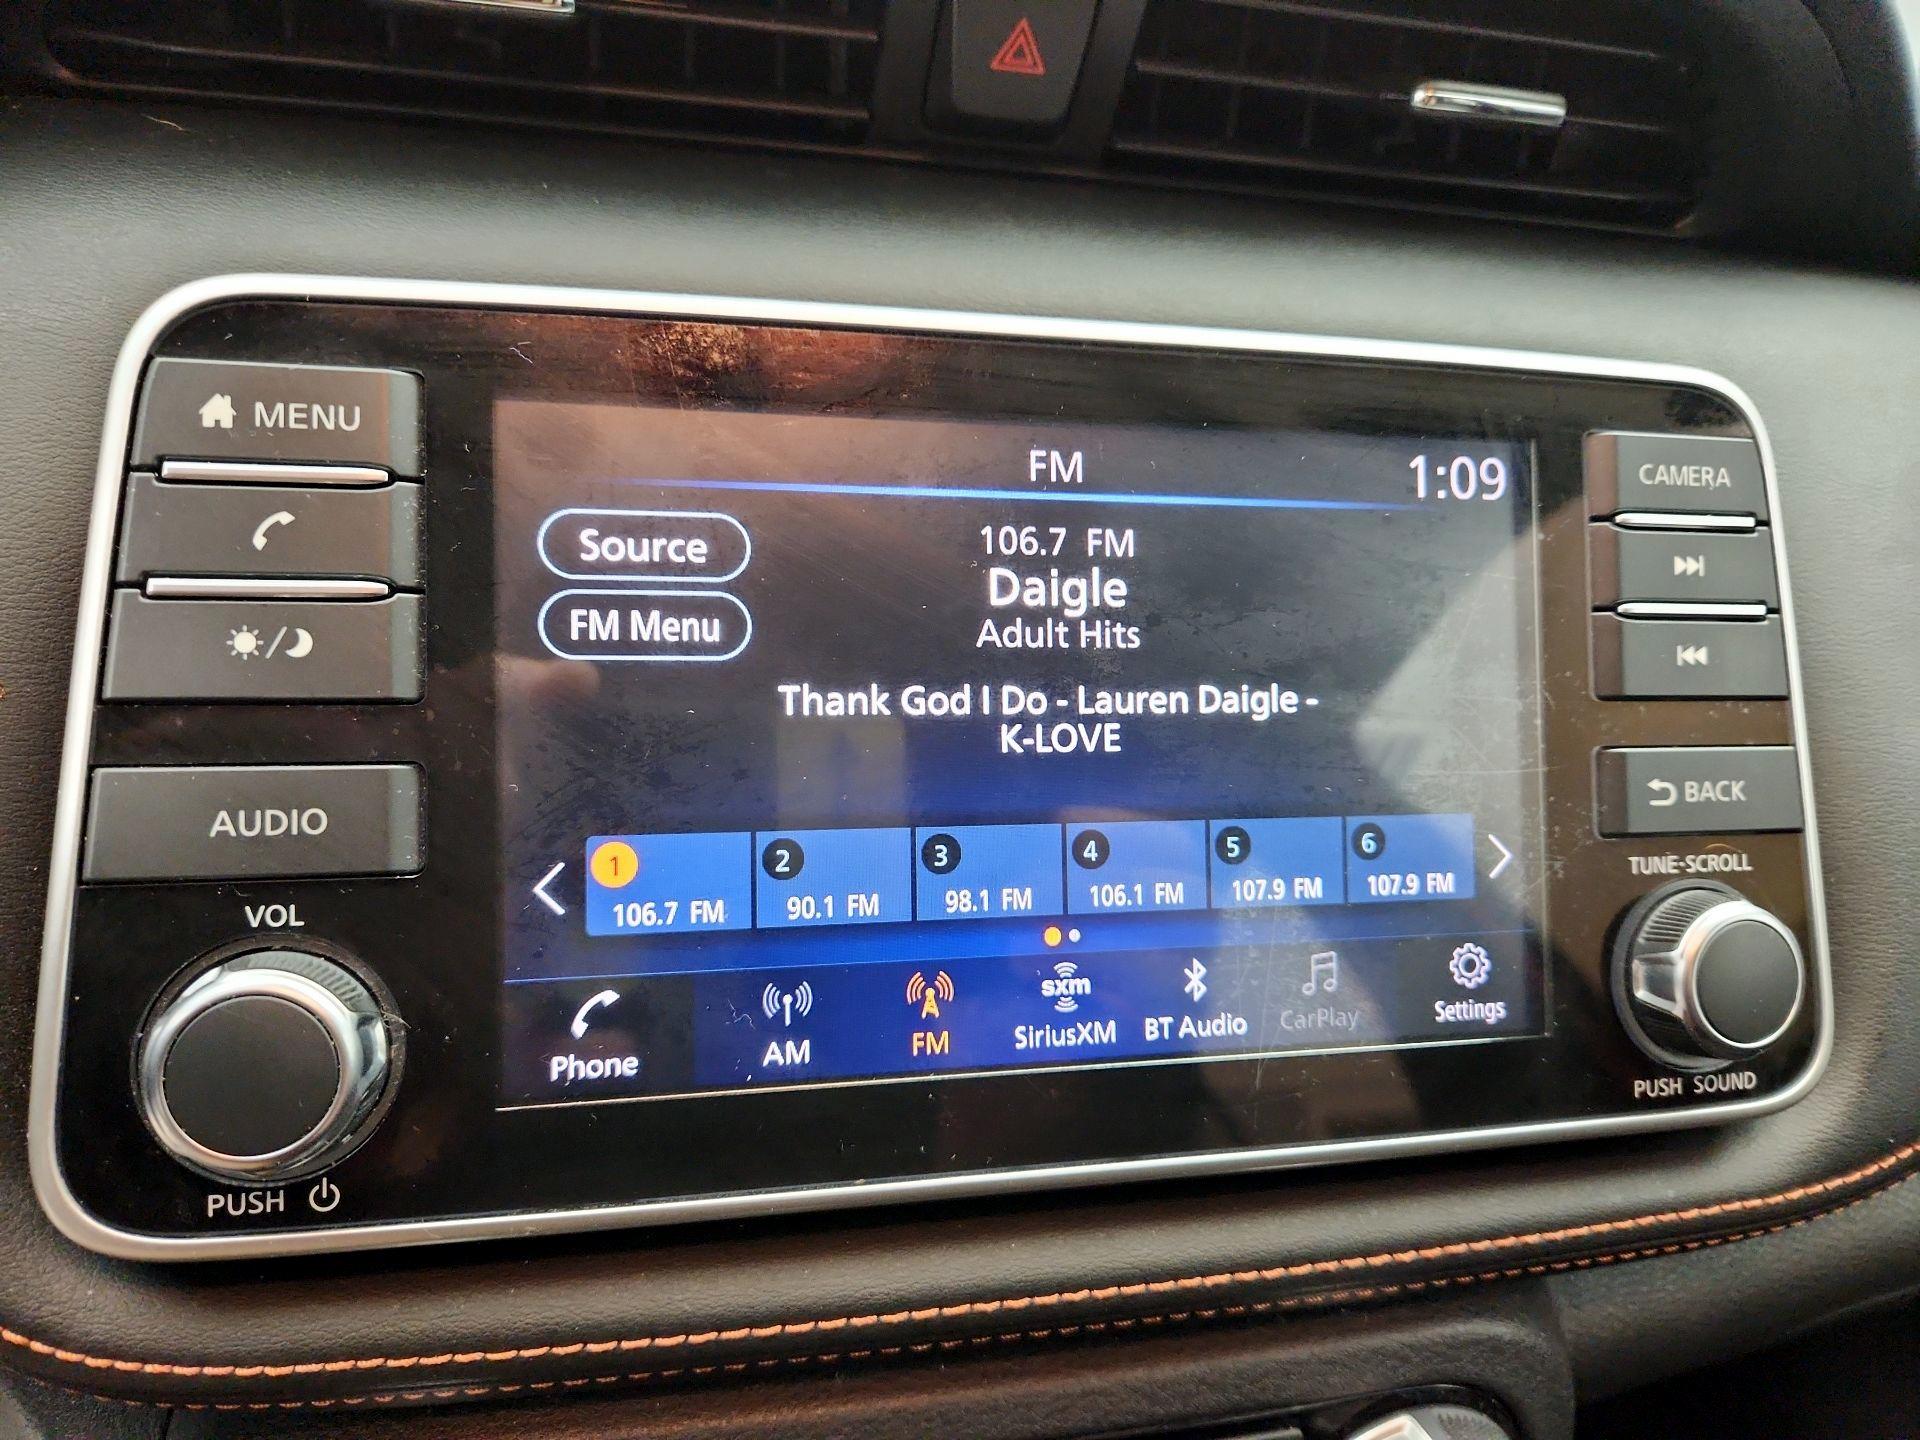 MENU
FM
1:09
CAMERA
Source
106.7 FM
Daigle
FM Menu
Adult Hits
Thank God I Do - Lauren Daigle -
K-LOVE
AUDIO
BACK
VOL
1
2
3
4
5
6
106.7 FM
90.1 FM
98.1 FM
106.1 FM
107.9 FM
107.9 FM
TUNE·SCROLL
Phone
AM
FM
sxm
SiriusXM
BT Audio
CarPlay
Settings
PUSH
PUSH SOUND